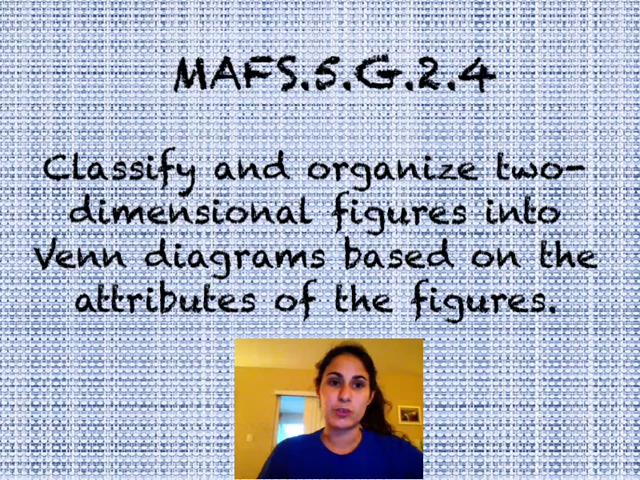 MAFS.5.G.2.4
Classify and organize two-
dimensional figures into
Venn diagrams based on the
attributes of the figures.